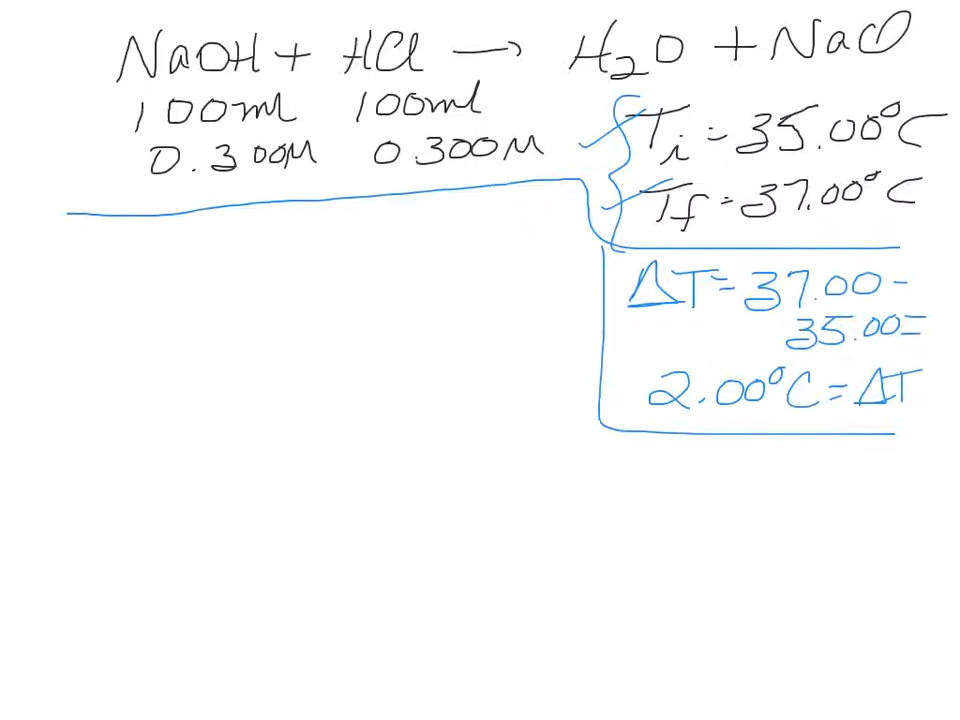 NaOH + HCl → H₂O + NaCl
100ml 100ml
0.300M 0.300M
Ti = 35.00°C
Tf = 37.00°C
ΔT = 37.00 -
35.00 =
2.00°C = ΔT